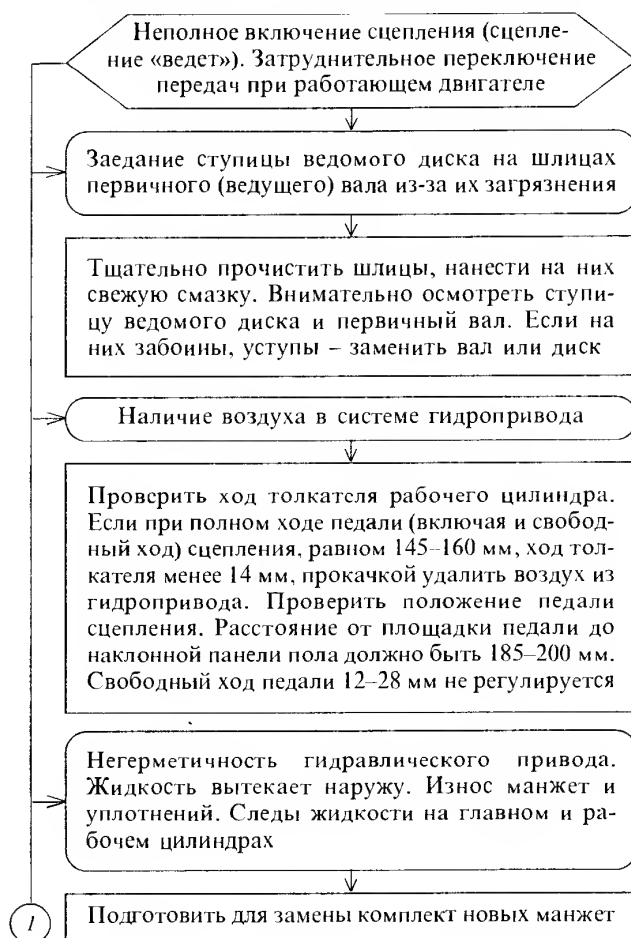 Неполное включение сцепления (сцепле-
ние «ведет»). Затруднительное переключение
передач при работающем двигателе
Заедание ступицы ведомого диска на шлицах
первичного (ведущего) вала из-за их загрязнения
Тщательно прочистить шлицы, нанести на них
свежую смазку. Внимательно осмотреть ступи-
цу ведомого диска и первичный вал. Если на
них забоины, уступы – заменить вал или диск
Наличие воздуха в системе гидропривода
Проверить ход толкателя рабочего цилиндра.
Если при полном ходе педали (включая и свобод-
ный ход) сцепления, равном 145–160 мм, ход тол-
кателя менее 14 мм, прокачкой удалить воздух из
гидропривода. Проверить положение педали
сцепления. Расстояние от площадки педали до
наклонной панели пола должно быть 185–200 мм.
Свободный ход педали 12–28 мм не регулируется
Негерметичность гидравлического привода.
Жидкость вытекает наружу. Износ манжет и
уплотнений. Следы жидкости на главном и ра-
бочем цилиндрах
1
Подготовить для замены комплект новых манжет